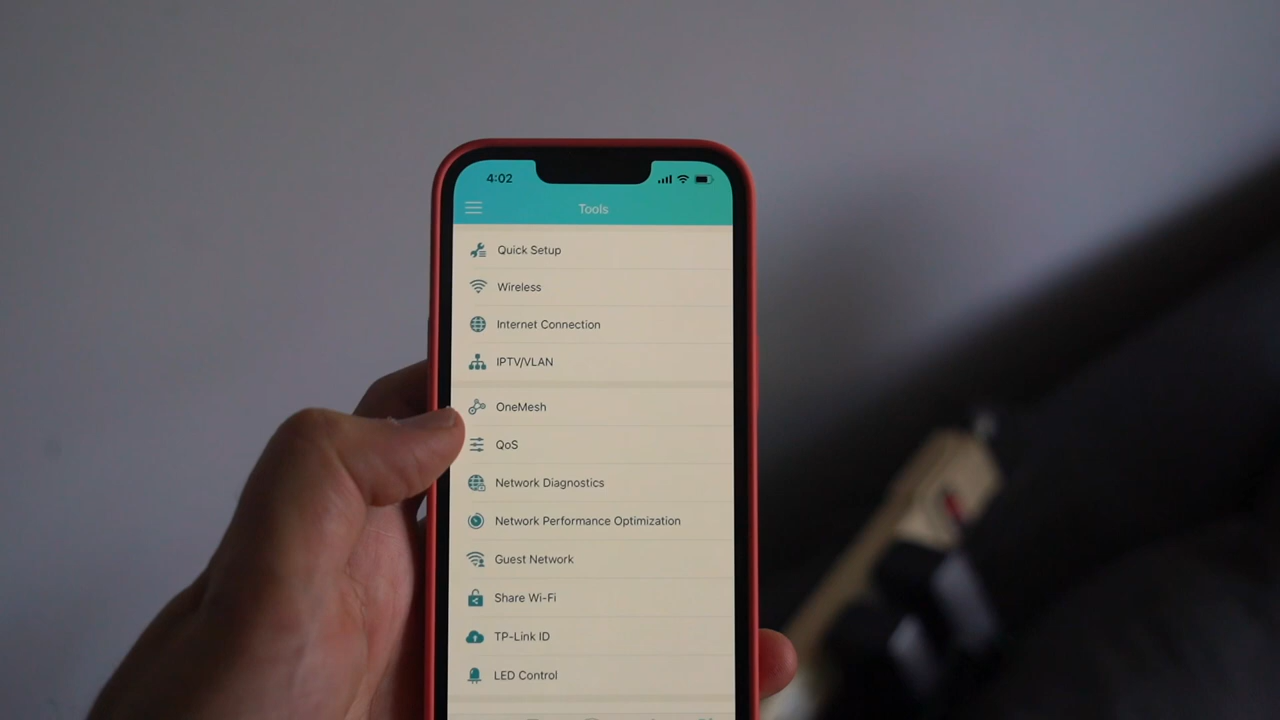 4:02
Tools
Quick Setup
Wireless
Internet Connection
IPTV/VLAN
OneMesh
QoS
Network Diagnostics
Network Performance Optimization
Guest Network
Share Wi-Fi
TP-Link ID
LED Control